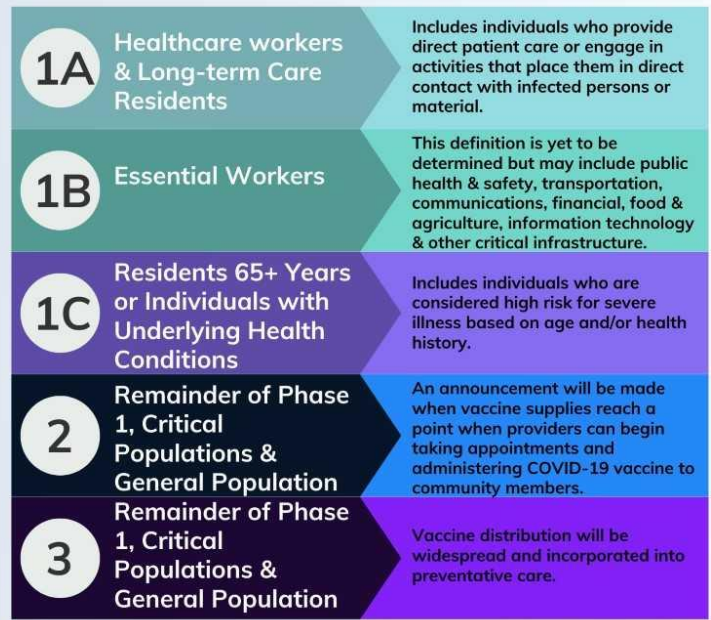 1A
Healthcare workers
& Long-term Care
Residents
Includes individuals who provide
direct patient care or engage in
activities that place them in direct
contact with infected persons or
material.
1B
Essential Workers
This definition is yet to be
determined but may include public
health & safety, transportation,
communications, financial, food &
agriculture, information technology
& other critical infrastructure.
1C
Residents 65+ Years
or Individuals with
Underlying Health
Conditions
Includes individuals who are
considered high risk for severe
illness based on age and/or health
history.
2
Remainder of Phase
1, Critical
Populations &
General Population
An announcement will be made
when vaccine supplies reach a
point when providers can begin
taking appointments and
administering COVID-19 vaccine to
community members.
3
Remainder of Phase
1, Critical
Populations &
General Population
Vaccine distribution will be
widespread and incorporated into
preventative care.